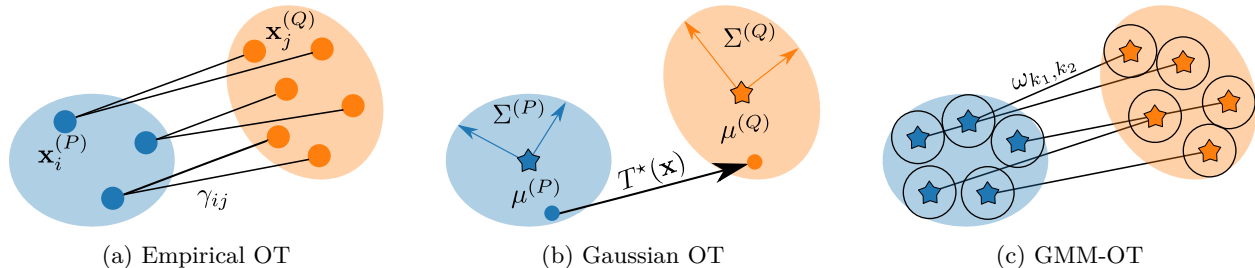 𝐱_j^{(Q)}
𝐱_i^{(P)}
γ_{ij}
(a) Empirical OT
Σ^{(Q)}
Σ^{(P)}
μ^{(Q)}
μ^{(P)}
T^⋆(𝐱)
(b) Gaussian OT
ω_{k_1,k_2}
(c) GMM-OT